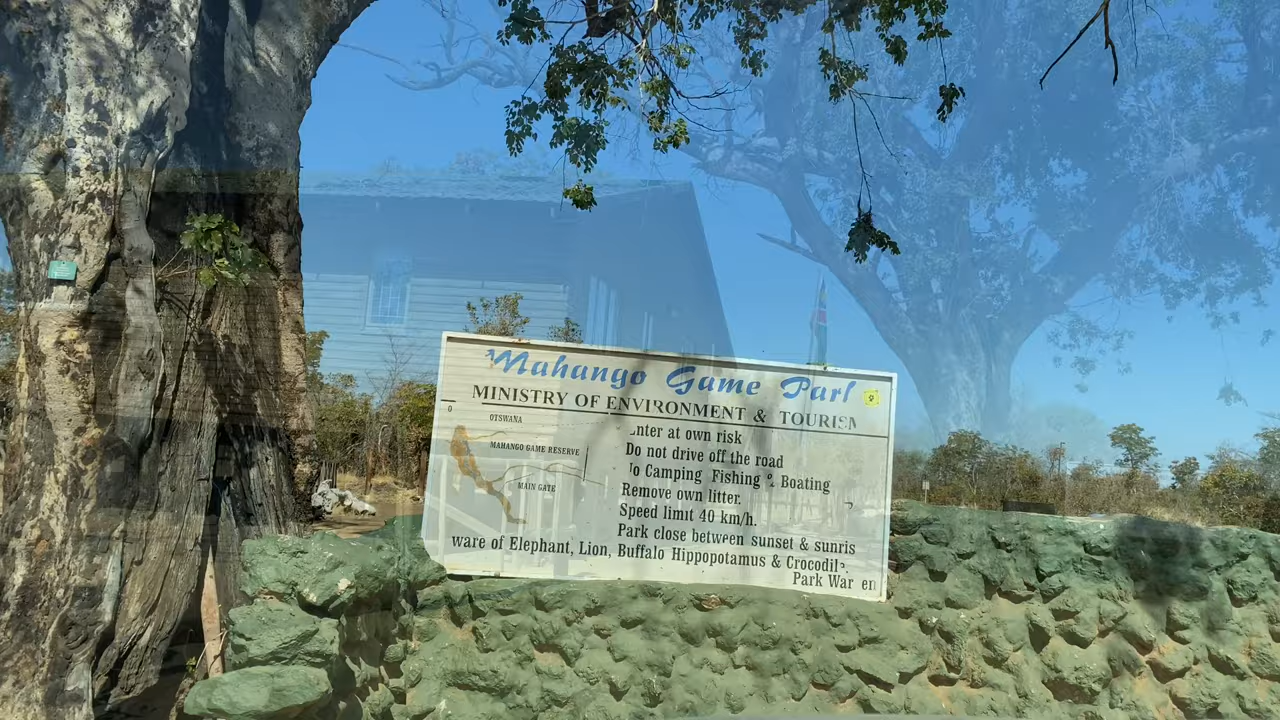 Mahango Game Parl
MINISTRY OF ENVIRONMENT & TOURISM
OTSWANA
MAHANGO GAME RESERVE
MAIN GATE
nter at own risk
Do not drive off the road
o Camping Fishing & Boating
Remove own litter.
Speed limit 40 km/h.
Park close between sunset & sunris
ware of Elephant, Lion, Buffalo Hippopotamus & Crocodil
Park War en